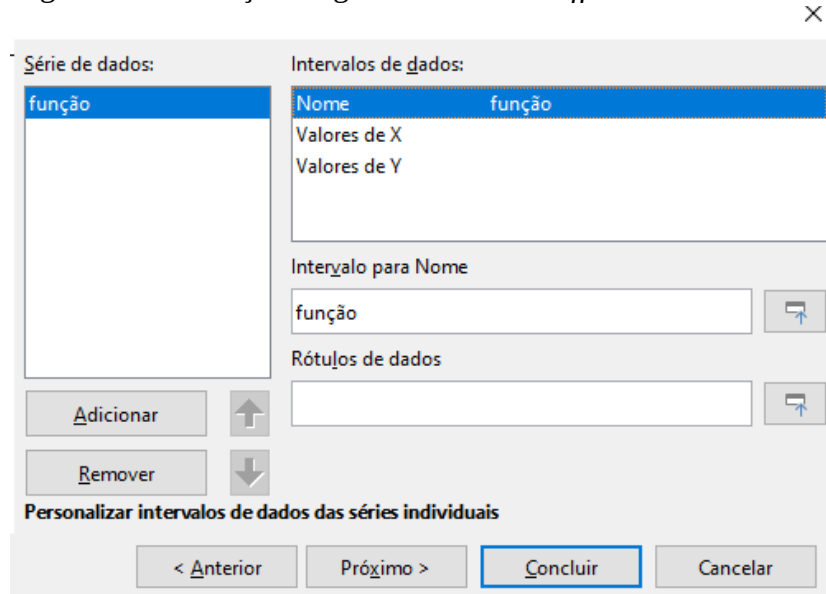 Série de dados:
função
Intervalos de dados:
Nome função
Valores de X
Valores de Y
Intervalo para Nome
função
Rótulos de dados
Adicionar
Remover
Personalizar intervalos de dados das séries individuais
< Anterior
Próximo >
Concluir
Cancelar